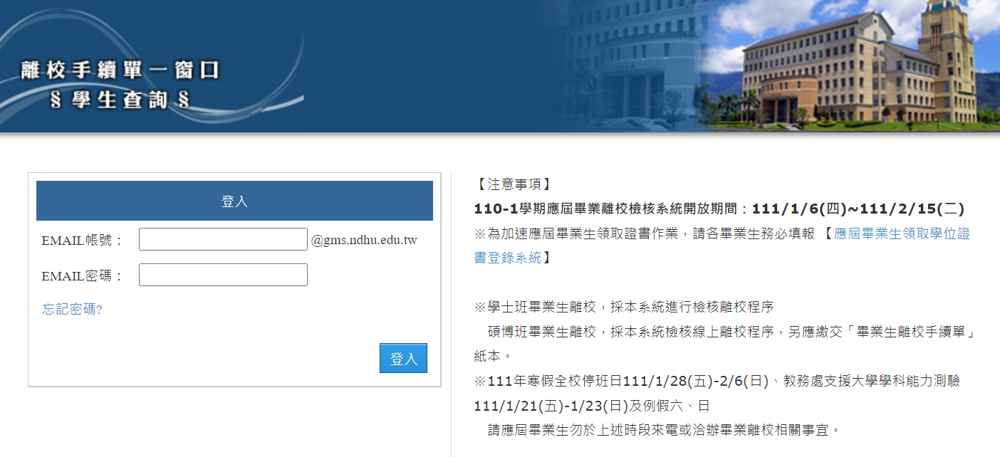 離校手續單一窗口
§學生查詢§
登入
EMAIL帳號：
@gms.ndhu.edu.tw
EMAIL密碼：
忘記密碼?
登入
【注意事項】
110-1學期應屆畢業離校檢核系統開放期間：111/1/6(四)~111/2/15(二)
※為加速應屆畢業生領取證書作業，請各畢業生務必填報 【應屆畢業生領取學位證
書登錄系統】
※學士班畢業生離校，採本系統進行檢核離校程序
碩博班畢業生離校，採本系統檢核線上離校程序，另應繳交「畢業生離校手續單」
紙本。
※111年寒假全校停班日111/1/28(五)-2/6(日)、教務處支援大學學科能力測驗
111/1/21(五)-1/23(日)及例假六、日
請應屆畢業生勿於上述時段來電或洽辦畢業離校相關事宜。